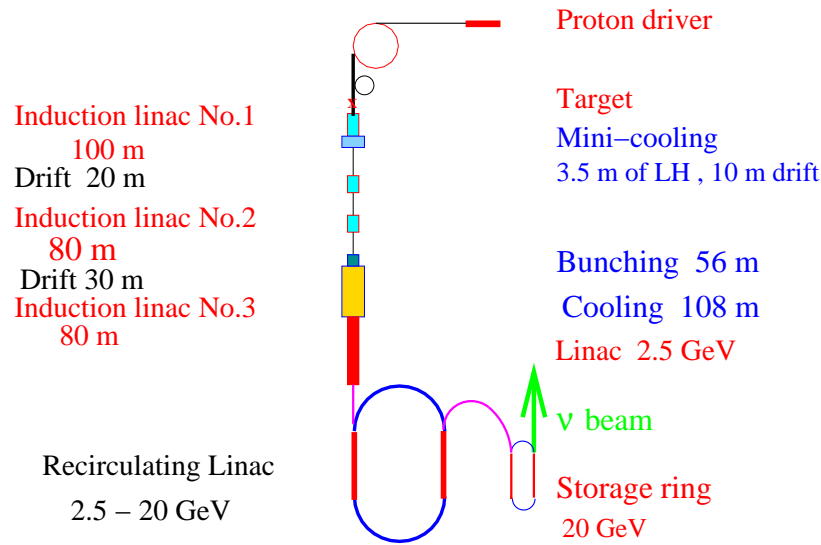 Proton driver
Induction linac No.1
100 m
Drift 20 m
Induction linac No.2
80 m
Drift 30 m
Induction linac No.3
80 m
x
Target
Mini−cooling
3.5 m of LH , 10 m drift
Bunching 56 m
Cooling 108 m
Linac 2.5 GeV
ν beam
Recirculating Linac
2.5 − 20 GeV
Storage ring
20 GeV